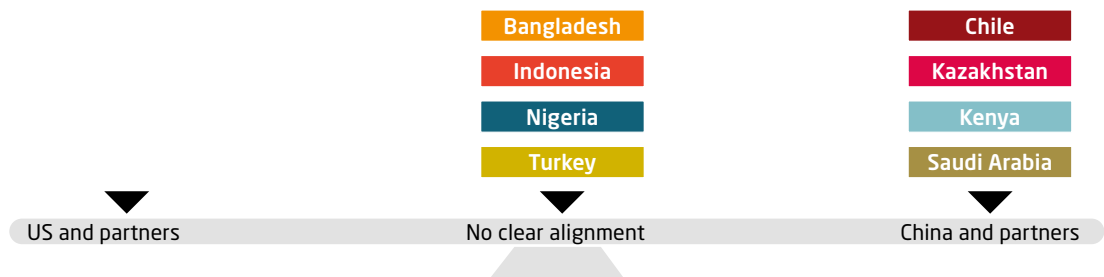 Bangladesh
Indonesia
Nigeria
Turkey
Chile
Kazakhstan
Kenya
Saudi Arabia
US and partners
No clear alignment
China and partners